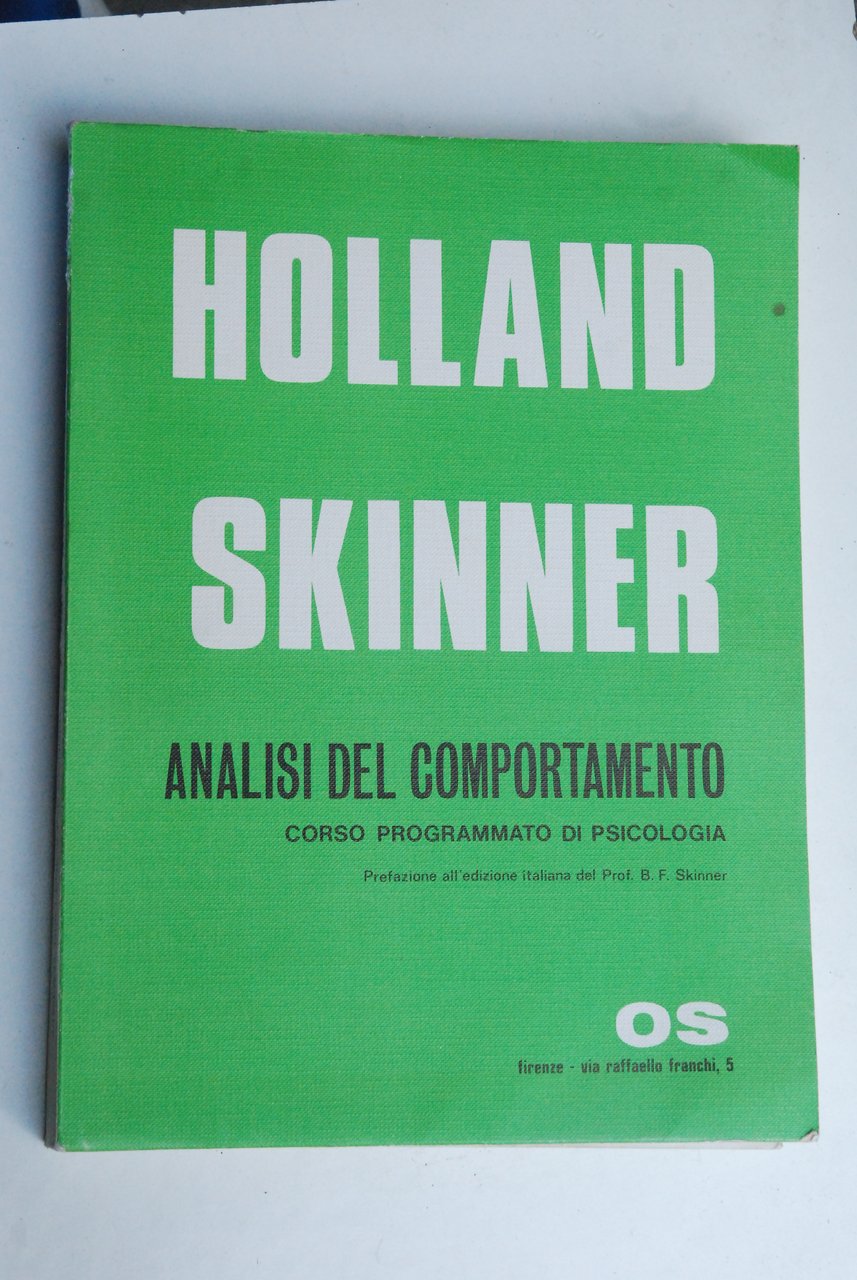 HOLLAND
SKINNER
ANALISI DEL COMPORTAMENTO
CORSO PROGRAMMATO DI PSICOLOGIA
Prefazione all'edizione italiana del Prof. B. F. Skinner
OS
firenze - via raffaello franchi, 5